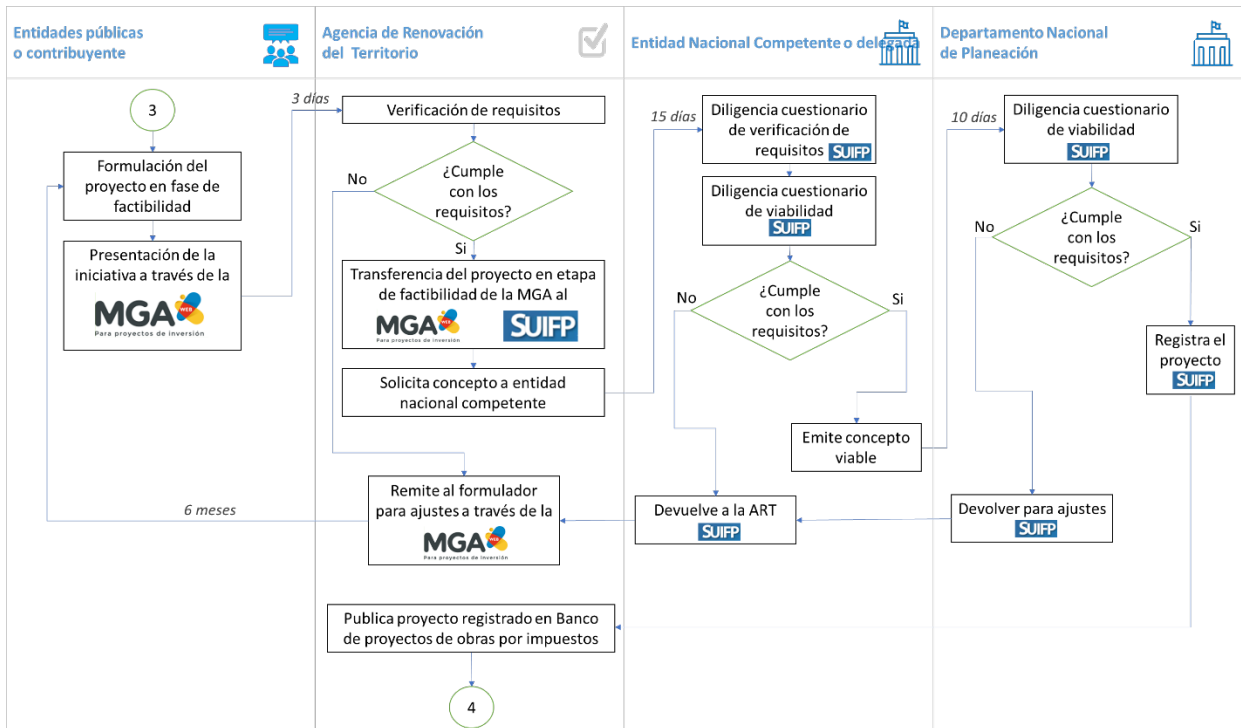 Entidades públicas
o contribuyente
Agencia de Renovación
del Territorio
Entidad Nacional Competente o delegada
Departamento Nacional
de Planeación
3
Formulación del
proyecto en fase de
factibilidad
Presentación de la
iniciativa a través de la
MGA WEB
Para proyectos de inversión
3 días
Verificación de requisitos
¿Cumple
con los
requisitos?
No
Si
Transferencia del proyecto en etapa
de factibilidad de la MGA al
MGA WEB
Para proyectos de inversión
SUIFP
Solicita concepto a entidad
nacional competente
Remite al formulador
para ajustes a través de la
MGA WEB
Para proyectos de inversión
6 meses
Publica proyecto registrado en Banco
de proyectos de obras por impuestos
4
15 días
Diligencia cuestionario
de verificación de
requisitos SUIFP
Diligencia cuestionario
de viabilidad
SUIFP
¿Cumple
con los
requisitos?
No
Si
Emite concepto
viable
Devuelve a la ART
SUIFP
10 días
Diligencia cuestionario
de viabilidad
SUIFP
¿Cumple
con los
requisitos?
No
Si
Registra el
proyecto
SUIFP
Devolver para ajustes
SUIFP